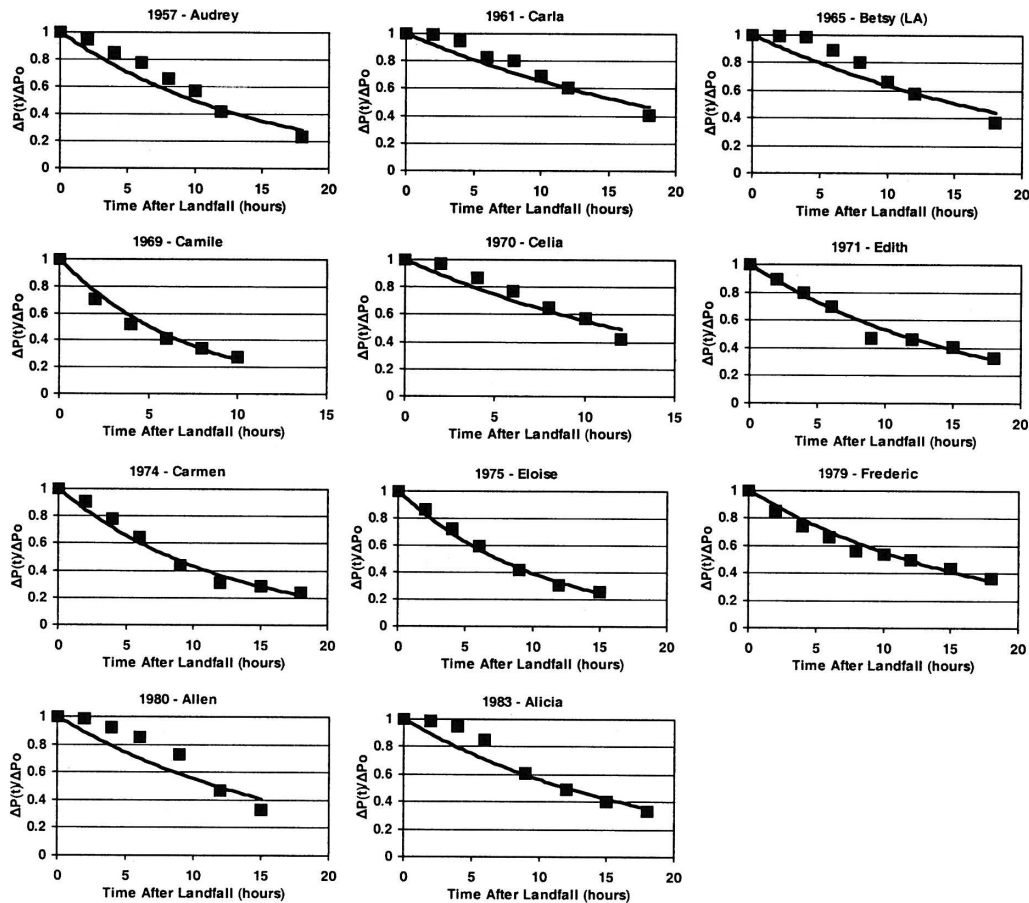 1957 - Audrey
ΔP(t)/ΔPo
1
0.8
0.6
0.4
0.2
0
0 5 10 15 20
Time After Landfall (hours)
1961 - Carla
ΔP(t)/ΔPo
1
0.8
0.6
0.4
0.2
0
0 5 10 15 20
Time After Landfall (hours)
1965 - Betsy (LA)
ΔP(t)/ΔPo
1
0.8
0.6
0.4
0.2
0
0 5 10 15 20
Time After Landfall (hours)
1969 - Camile
ΔP(t)/ΔPo
1
0.8
0.6
0.4
0.2
0
0 5 10 15
Time After Landfall (hours)
1970 - Celia
ΔP(t)/ΔPo
1
0.8
0.6
0.4
0.2
0
0 5 10 15
Time After Landfall (hours)
1971 - Edith
ΔP(t)/ΔPo
1
0.8
0.6
0.4
0.2
0
0 5 10 15 20
Time After Landfall (hours)
1974 - Carmen
ΔP(t)/ΔPo
1
0.8
0.6
0.4
0.2
0
0 5 10 15 20
Time After Landfall (hours)
1975 - Eloise
ΔP(t)/ΔPo
1
0.8
0.6
0.4
0.2
0
0 5 10 15 20
Time After Landfall (hours)
1979 - Frederic
ΔP(t)/ΔPo
1
0.8
0.6
0.4
0.2
0
0 5 10 15 20
Time After Landfall (hours)
1980 - Allen
ΔP(t)/ΔPo
1
0.8
0.6
0.4
0.2
0
0 5 10 15 20
Time After Landfall (hours)
1983 - Alicia
ΔP(t)/ΔPo
1
0.8
0.6
0.4
0.2
0
0 5 10 15 20
Time After Landfall (hours)